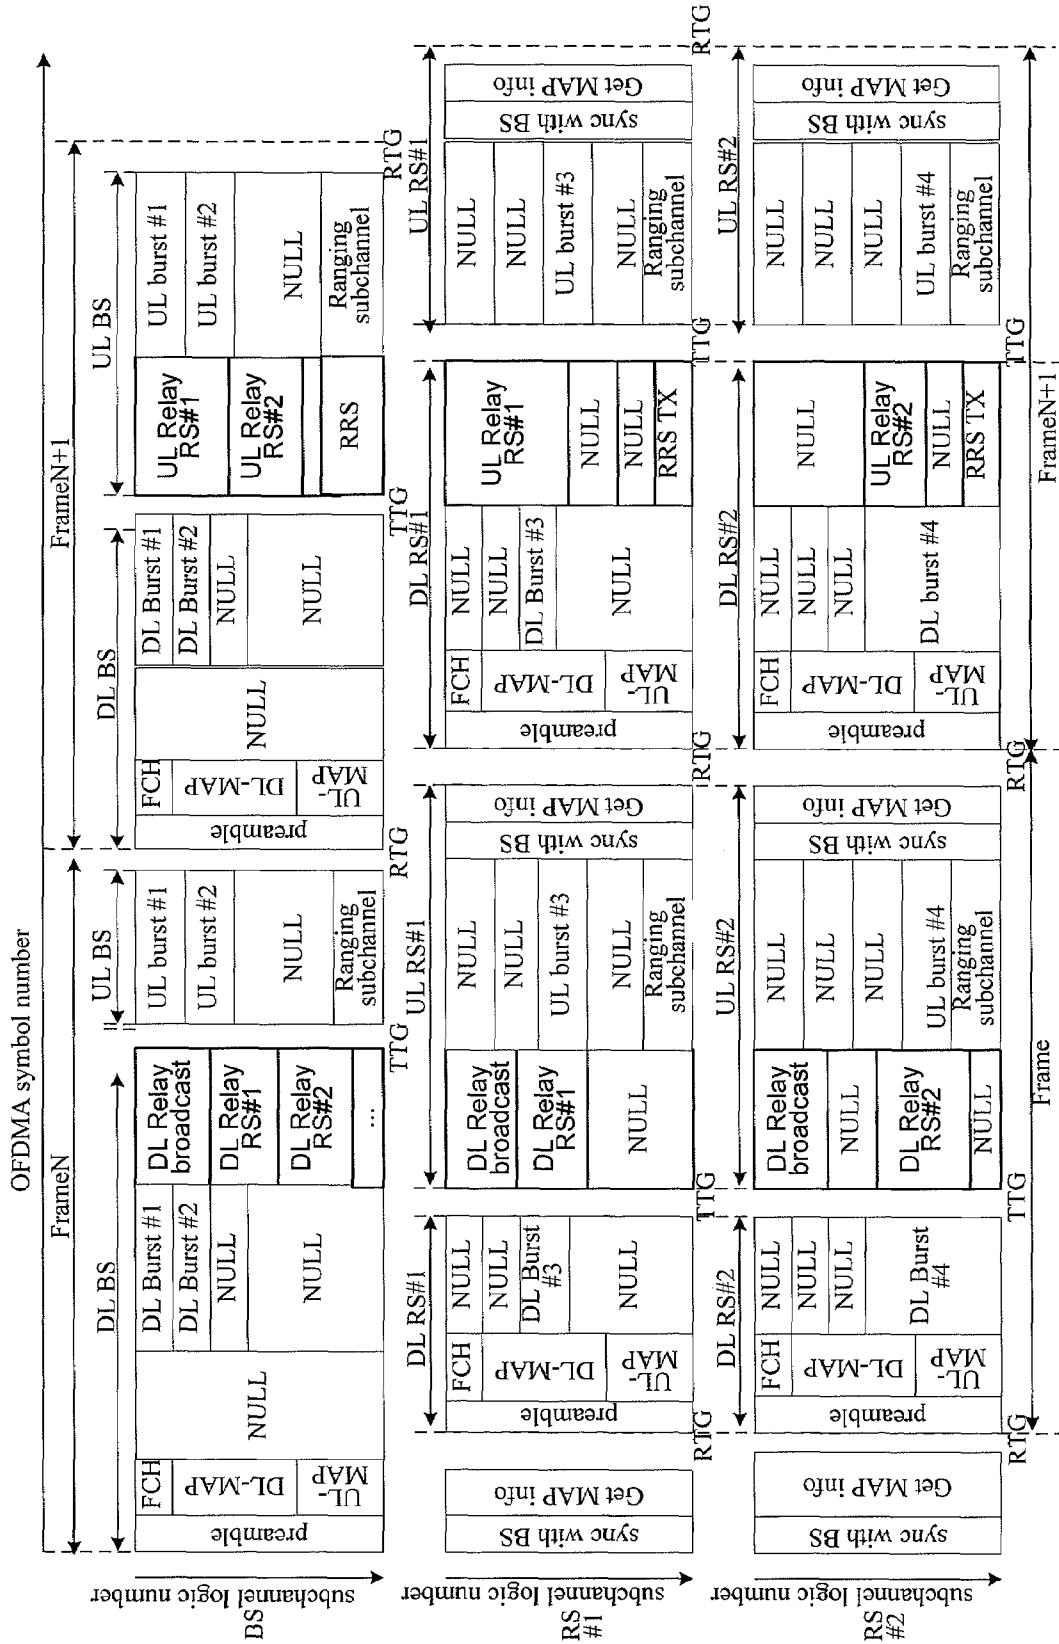 OFDMA symbol number
FrameN
FrameN+1
BS
subchannel logic number
DL BS
preamble
FCH
DL-MAP
UL-
MAP
NULL
DL Burst #1
DL Burst #2
NULL
NULL
DL Relay
broadcast
DL Relay
RS#1
DL Relay
RS#2
...
TTG
UL BS
UL burst #1
UL burst #2
NULL
Ranging
subchannel
RTG
DL BS
preamble
FCH
DL-MAP
UL-
MAP
NULL
DL Burst #1
DL Burst #2
NULL
NULL
TTG
UL BS
UL Relay
RS#1
UL Relay
RS#2
RRS
UL burst #1
UL burst #2
NULL
Ranging
subchannel
RTG
RS
#1
subchannel logic number
sync with BS
Get MAP info
RTG
DL RS#1
preamble
FCH
DL-MAP
UL-
MAP
NULL
NULL
DL Burst
#3
NULL
TTG
UL RS#1
DL Relay
broadcast
DL Relay
RS#1
NULL
NULL
NULL
UL burst #3
NULL
Ranging
subchannel
sync with BS
Get MAP info
RTG
DL RS#1
preamble
FCH
DL-MAP
UL-
MAP
NULL
NULL
DL Burst #3
NULL
UL Relay
RS#1
NULL
NULL
RRS TX
TTG
UL RS#1
NULL
NULL
UL burst #3
NULL
Ranging
subchannel
sync with BS
Get MAP info
RTG
RS
#2
subchannel logic number
sync with BS
Get MAP info
RTG
DL RS#2
preamble
FCH
DL-MAP
UL-
MAP
NULL
NULL
NULL
DL Burst
#4
TTG
UL RS#2
DL Relay
broadcast
NULL
DL Relay
RS#2
NULL
NULL
NULL
NULL
UL burst #4
Ranging
subchannel
sync with BS
Get MAP info
RTG
DL RS#2
preamble
FCH
DL-MAP
UL-
MAP
NULL
NULL
NULL
DL burst #4
NULL
UL Relay
RS#2
NULL
RRS TX
TTG
UL RS#2
NULL
NULL
NULL
UL burst #4
Ranging
subchannel
sync with BS
Get MAP info
RTG
Frame
FrameN+1